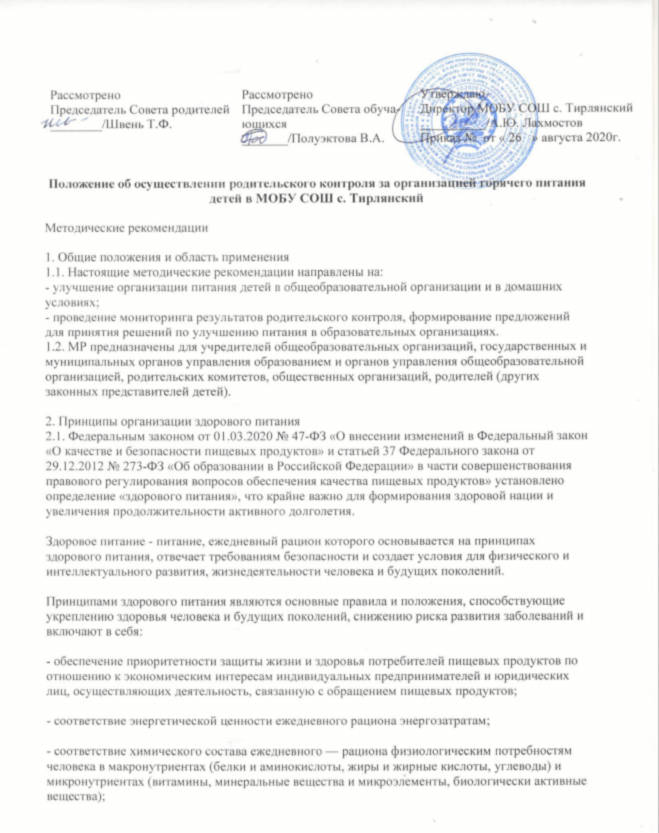 Рассмотрено Рассмотрено Утверждаю:
Председатель Совета родителей Председатель Совета обуча- Директор МОБУ СОШ с. Тирлянский
/Швень Т.Ф. ющихся А.Ю. Лахмостов
/Полуэктова В.А. Приказ № от « 26 » августа 2020г.
Положение об осуществлении родительского контроля за организацией горячего питания
детей в МОБУ СОШ с. Тирлянский
Методические рекомендации
1. Общие положения и область применения
1.1. Настоящие методические рекомендации направлены на:
- улучшение организации питания детей в общеобразовательной организации и в домашних
условиях;
- проведение мониторинга результатов родительского контроля, формирование предложений
для принятия решений по улучшению питания в образовательных организациях.
1.2. МР предназначены для учредителей общеобразовательных организаций, государственных и
муниципальных органов управления образованием и органов управления общеобразовательной
организацией, родительских комитетов, общественных организаций, родителей (других
законных представителей детей).
2. Принципы организации здорового питания
2.1. Федеральным законом от 01.03.2020 № 47-ФЗ «О внесении изменений в Федеральный закон
«О качестве и безопасности пищевых продуктов» и статьей 37 Федерального закона от
29.12.2012 № 273-ФЗ «Об образовании в Российской Федерации» в части совершенствования
правового регулирования вопросов обеспечения качества пищевых продуктов» установлено
определение «здорового питания», что крайне важно для формирования здоровой нации и
увеличения продолжительности активного долголетия.
Здоровое питание - питание, ежедневный рацион которого основывается на принципах
здорового питания, отвечает требованиям безопасности и создает условия для физического и
интеллектуального развития, жизнедеятельности человека и будущих поколений.
Принципами здорового питания являются основные правила и положения, способствующие
укреплению здоровья человека и будущих поколений, снижению риска развития заболеваний и
включают в себя:
- обеспечение приоритетности защиты жизни и здоровья потребителей пищевых продуктов по
отношению к экономическим интересам индивидуальных предпринимателей и юридических
лиц, осуществляющих деятельность, связанную с обращением пищевых продуктов;
- соответствие энергетической ценности ежедневного рациона энергозатратам;
- соответствие химического состава ежедневного — рациона физиологическим потребностям
человека в макронутриентах (белки и аминокислоты, жиры и жирные кислоты, углеводы) и
микронутриентах (витамины, минеральные вещества и микроэлементы, биологически активные
вещества);